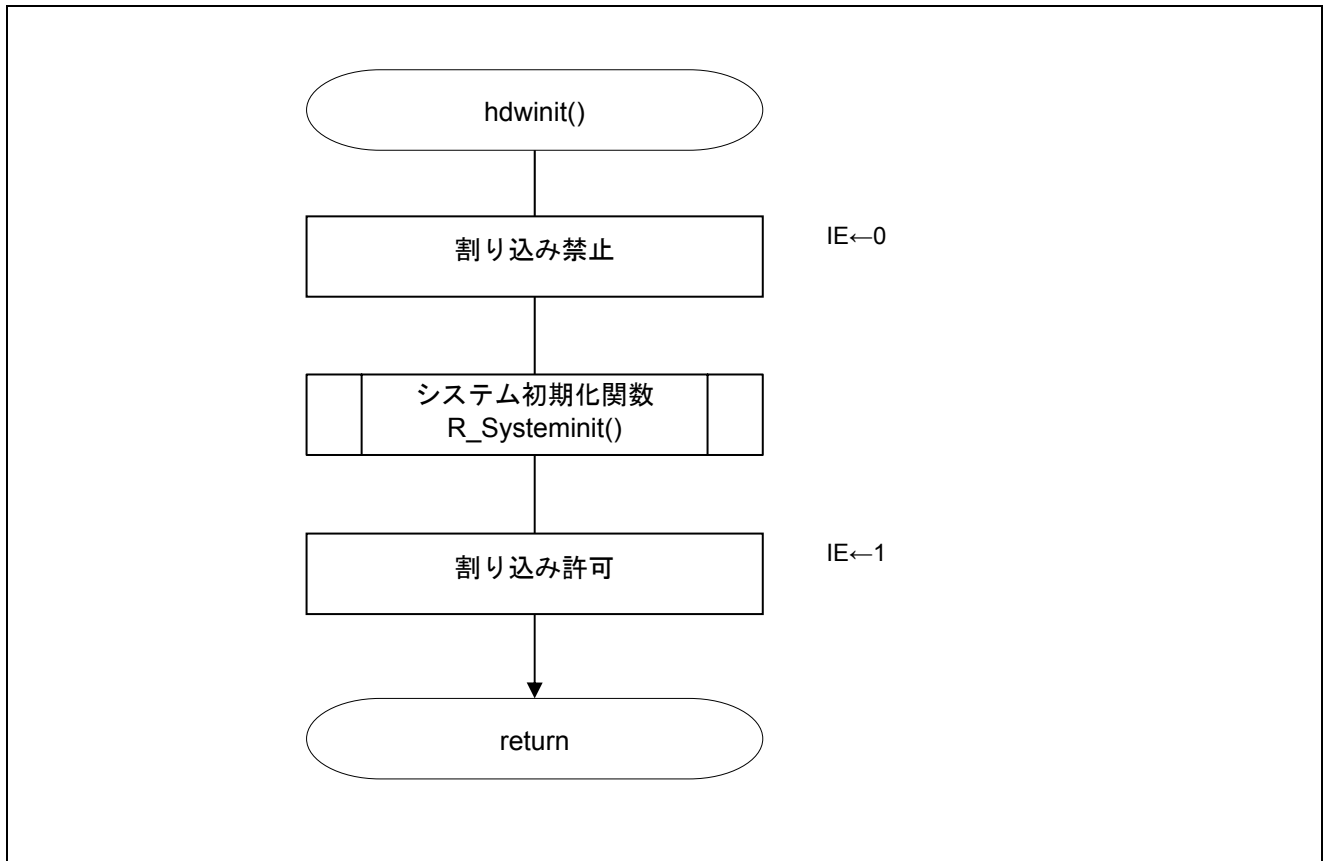 hdwinit()
割り込み禁止
IE←0
システム初期化関数
R_Systeminit()
割り込み許可
IE←1
return